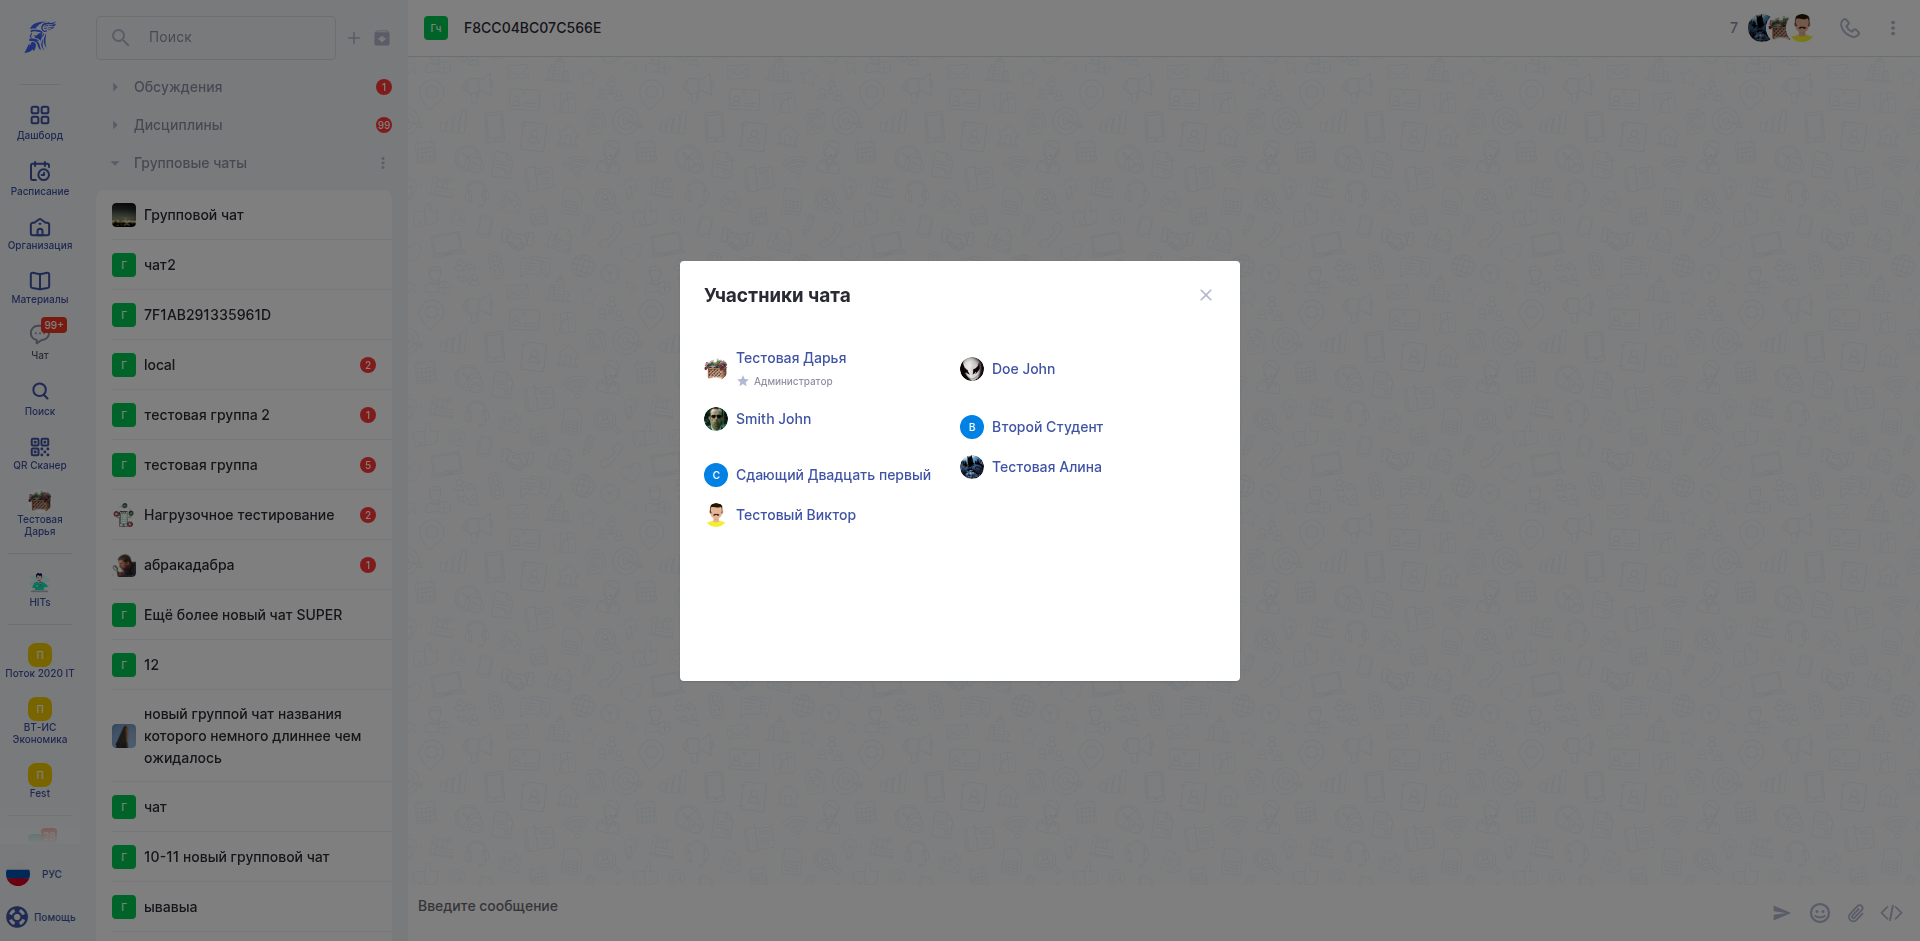 Дашборд
Расписание
Организация
Материалы
99+
Чат
Поиск
QR Сканер
Тестовая
Дарья
HITs
П
Поток 2020 IT
П
ВТ-ИС
Экономика
П
Fest
РУС
Помощь
Поиск
Обсуждения
1
Дисциплины
99
Групповые чаты
Групповой чат
Г
чат2
Г
7F1AB291335961D
Г
local
2
Г
тестовая группа 2
1
Г
тестовая группа
5
Нагрузочное тестирование
2
абракадабра
1
Г
Ещё более новый чат SUPER
Г
12
новый группой чат названия
которого немного длиннее чем
ожидалось
Г
чат
Г
10-11 новый групповой чат
Г
ывавыа
Гч
F8CC04BC07C566E
7
Участники чата
Тестовая Дарья
Администратор
Doe John
Smith John
В
Второй Студент
С
Сдающий Двадцать первый
Тестовая Алина
Тестовый Виктор
Введите сообщение